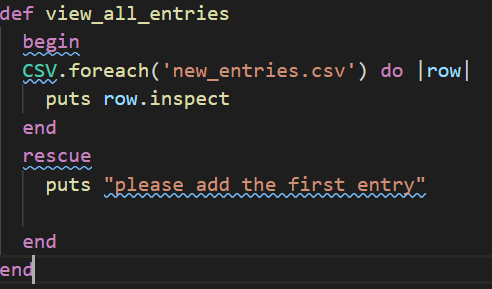 def view_all_entries
begin
CSV.foreach('new_entries.csv') do |row|
puts row.inspect
end
rescue
puts "please add the first entry"
end
end